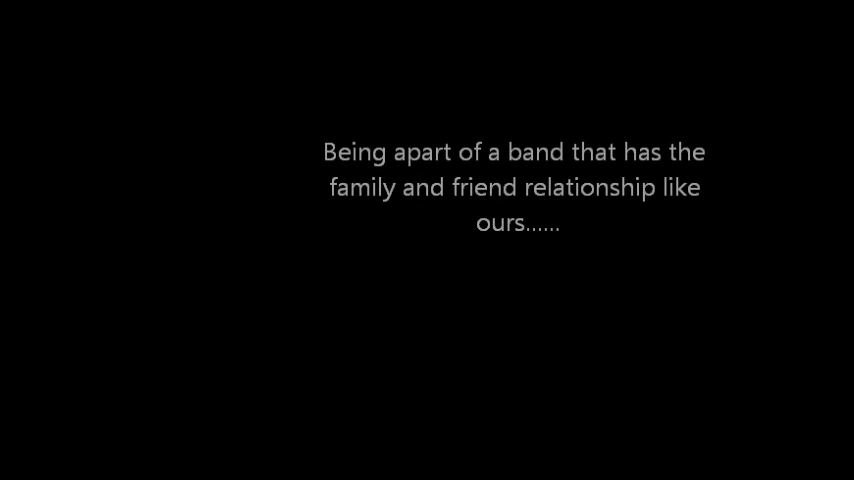 Being apart of a band that has the
family and friend relationship like
ours......